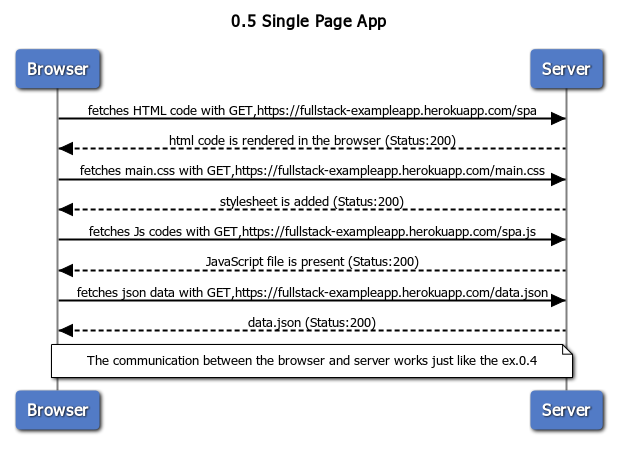 0.5 Single Page App
Browser
Server
fetches HTML code with GET,https://fullstack-exampleapp.herokuapp.com/spa
html code is rendered in the browser (Status:200)
fetches main.css with GET,https://fullstack-exampleapp.herokuapp.com/main.css
stylesheet is added (Status:200)
fetches Js codes with GET,https://fullstack-exampleapp.herokuapp.com/spa.js
JavaScript file is present (Status:200)
fetches json data with GET,https://fullstack-exampleapp.herokuapp.com/data.json
data.json (Status:200)
The communication between the browser and server works just like the ex.0.4
Browser
Server